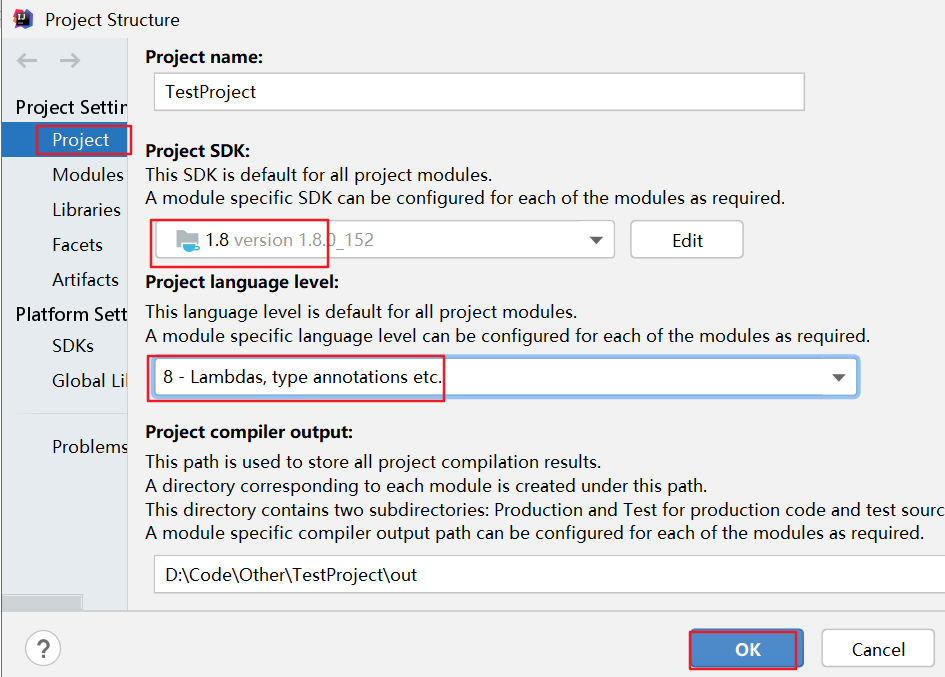 Project Structure
Project name:
TestProject
Project Settin
Project
Modules
Libraries
Facets
Artifacts
Platform Sett
SDKs
Global Li
Problems
Project SDK:
This SDK is default for all project modules.
A module specific SDK can be configured for each of the modules as required.
1.8 version 1.8.0_152
Edit
Project language level:
This language level is default for all project modules.
A module specific language level can be configured for each of the modules as required.
8 - Lambdas, type annotations etc.
Project compiler output:
This path is used to store all project compilation results.
A directory corresponding to each module is created under this path.
This directory contains two subdirectories: Production and Test for production code and test sourc
A module specific compiler output path can be configured for each of the modules as required.
D:\Code\Other\TestProject\out
?
OK
Cancel